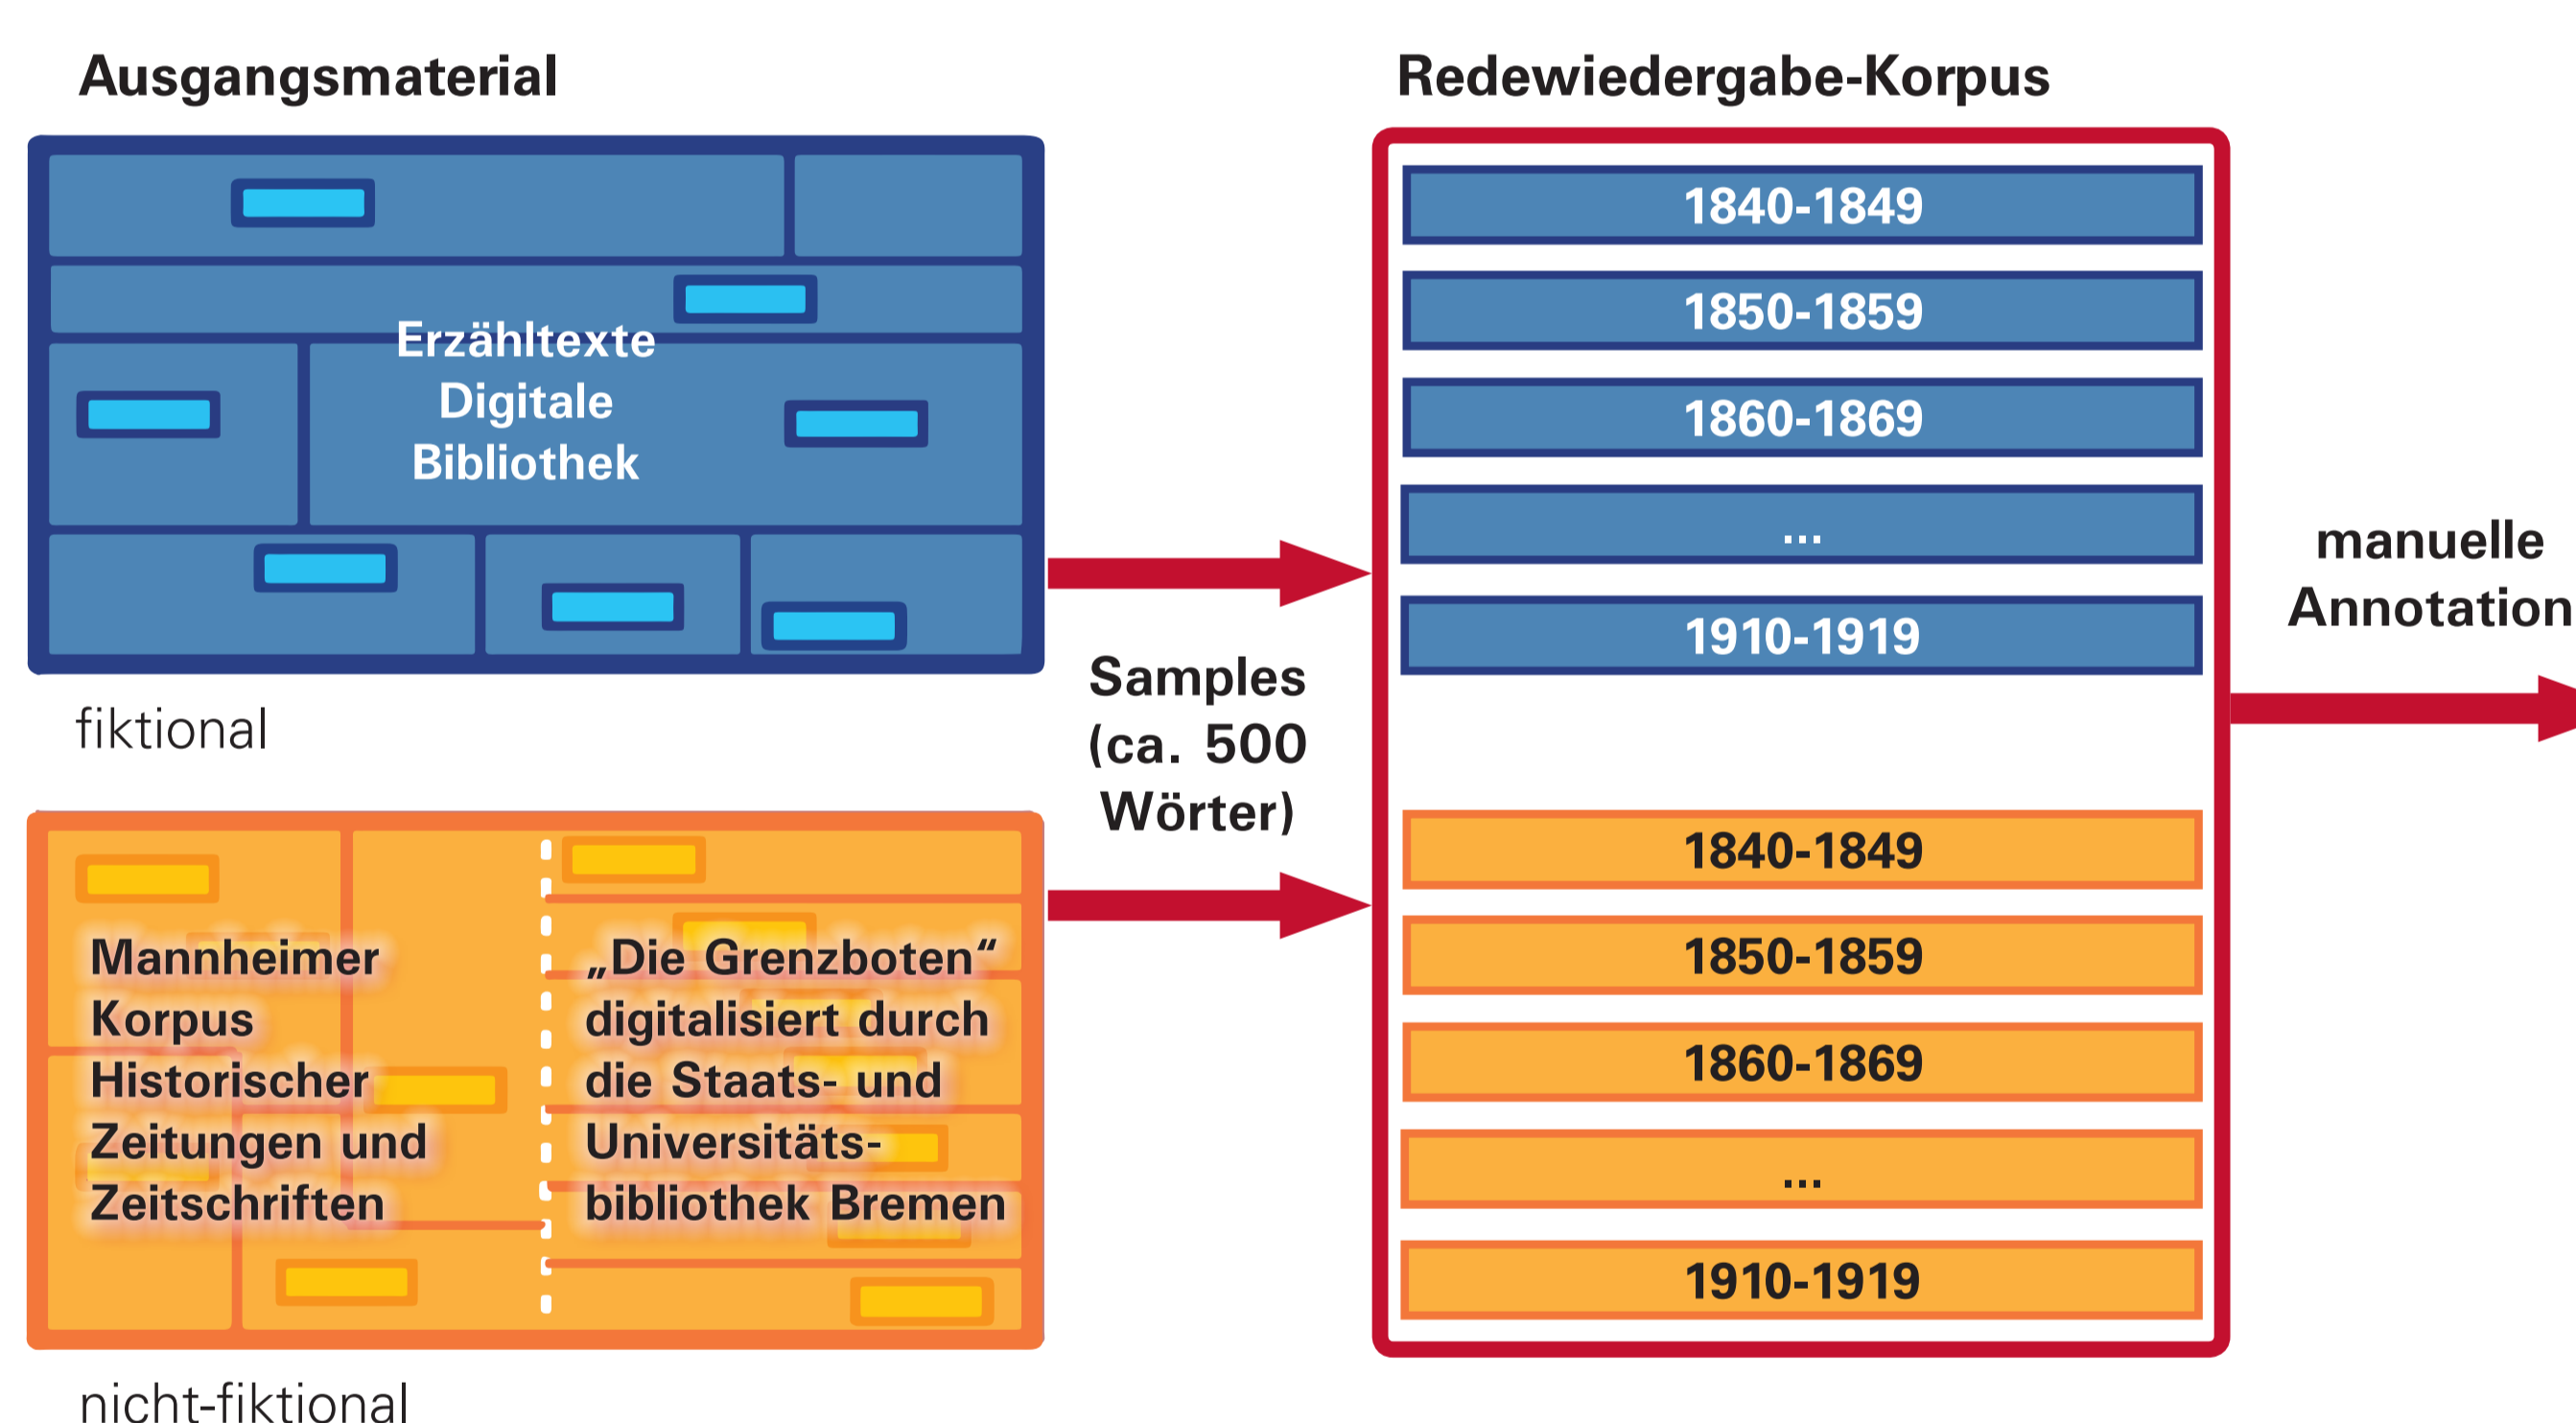 Ausgangsmaterial
Erzähltexte
Digitale
Bibliothek
fiktional
Mannheimer
Korpus
Historischer
Zeitungen und
Zeitschriften
„Die Grenzboten“
digitalisiert durch
die Staats- und
Universitäts-
bibliothek Bremen
nicht-fiktional
Samples
(ca. 500
Wörter)
Redewiedergabe-Korpus
1840-1849
1850-1859
1860-1869
...
1910-1919
1840-1849
1850-1859
1860-1869
...
1910-1919
manuelle
Annotation